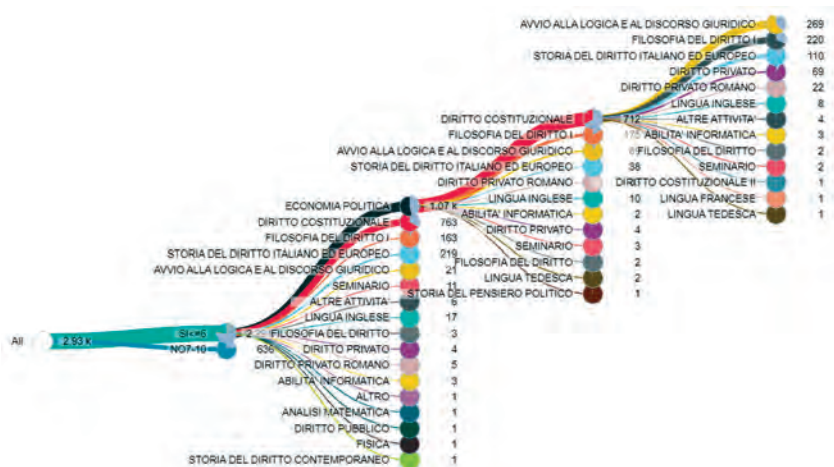 All 2.93 K
SI<=6
NO7-10 636
ECONOMIA POLITICA 1.07 K
DIRITTO COSTITUZIONALE 763
FILOSOFIA DEL DIRITTO I 163
STORIA DEL DIRITTO ITALIANO ED EUROPEO 219
AVVIO ALLA LOGICA E AL DISCORSO GIURIDICO 21
SEMINARIO 11
ALTRE ATTIVITA' 6
LINGUA INGLESE 17
FILOSOFIA DEL DIRITTO 3
DIRITTO PRIVATO 4
DIRITTO PRIVATO ROMANO 5
ABILITA' INFORMATICA 3
ALTRO 1
ANALISI MATEMATICA 1
DIRITTO PUBBLICO 1
FISICA 1
STORIA DEL DIRITTO CONTEMPORANEO 1
DIRITTO COSTITUZIONALE 712
FILOSOFIA DEL DIRITTO I 175
AVVIO ALLA LOGICA E AL DISCORSO GIURIDICO
STORIA DEL DIRITTO ITALIANO ED EUROPEO 38
DIRITTO PRIVATO ROMANO
LINGUA INGLESE 10
ABILITA' INFORMATICA 2
DIRITTO PRIVATO 4
SEMINARIO 3
FILOSOFIA DEL DIRITTO 2
LINGUA TEDESCA 2
STORIA DEL PENSIERO POLITICO 1
AVVIO ALLA LOGICA E AL DISCORSO GIURIDICO 269
FILOSOFIA DEL DIRITTO I 220
STORIA DEL DIRITTO ITALIANO ED EUROPEO 110
DIRITTO PRIVATO 69
DIRITTO PRIVATO ROMANO 22
LINGUA INGLESE 8
ALTRE ATTIVITA' 4
ABILITA' INFORMATICA 3
FILOSOFIA DEL DIRITTO 2
SEMINARIO 2
DIRITTO COSTITUZIONALE II 1
LINGUA FRANCESE 1
LINGUA TEDESCA 1